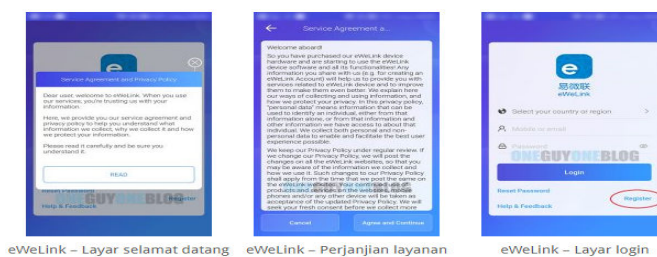 Service Agreement and Privacy Policy
Dear user, welcome to eWeLink. When you use
our services, you're trusting us with your
information.
Here, we provide you our service agreement and
privacy policy to help you understand what
information we collect, why we collect it and how
we protect your information.
Please read it carefully and be sure you
understand it.
READ
Reset Password
Register
Help & Feedback
GUY BLOG
eWeLink – Layar selamat datang
Service Agreement a...
Welcome aboard!
So you have purchased our eWeLink device
hardware and are starting to use the eWeLink
device software and all its functionalities! Any
information you share with us (e.g. for creating an
eWeLink Account) will help us to provide you with
services related to eWeLink device and to improve
them to make them even better. We explain here
our ways of collecting and using information, and
how we protect your privacy. In this privacy policy,
"personal data" means information that can be
used to identify an individual, either from that
information alone, or from that information and
other information we have access to about that
individual. We collect both personal and non-
personal data to enable and facilitate the best user
experience possible.
We keep our Privacy Policy under regular review. If
we change our Privacy Policy, we will post the
changes on all the eWeLink websites, so that you
may be aware of the information we collect and
how we use it. Such changes to our Privacy Policy
shall apply from the time that we post the same on
the eWeLink websites. Your continued use of
products and services on the website, mobile
phones and/or any other device will be taken as
acceptance of the updated Privacy Policy. We will
seek your fresh consent before we collect more
Cancel
Agree and Continue
eWeLink – Perjanjian layanan
易微联
eWeLink
Select your country or region
Mobile or email
Password
ONEGUYONEBLOG
Login
Reset Password
Register
Help & Feedback
eWeLink – Layar login